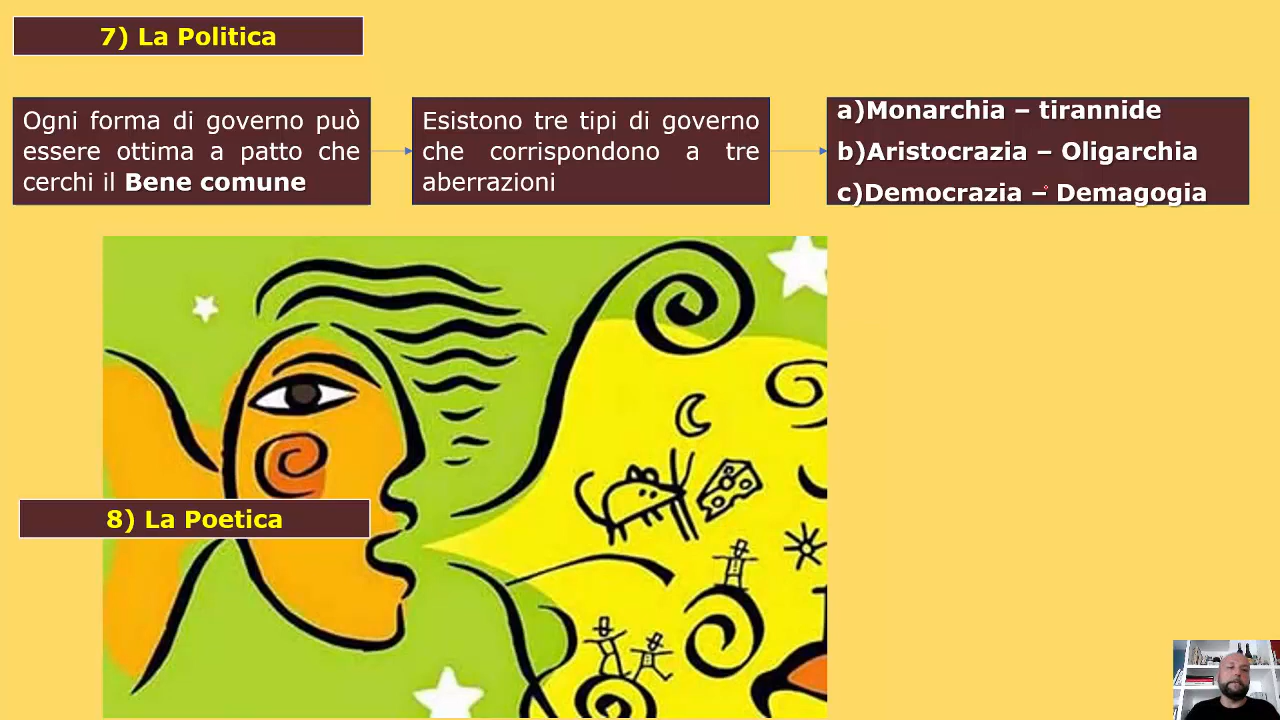 7) La Politica
Ogni forma di governo può
essere ottima a patto che
cerchi il Bene comune
Esistono tre tipi di governo
che corrispondono a tre
aberrazioni
a)Monarchia – tirannide
b)Aristocrazia – Oligarchia
c)Democrazia – Demagogia
8) La Poetica